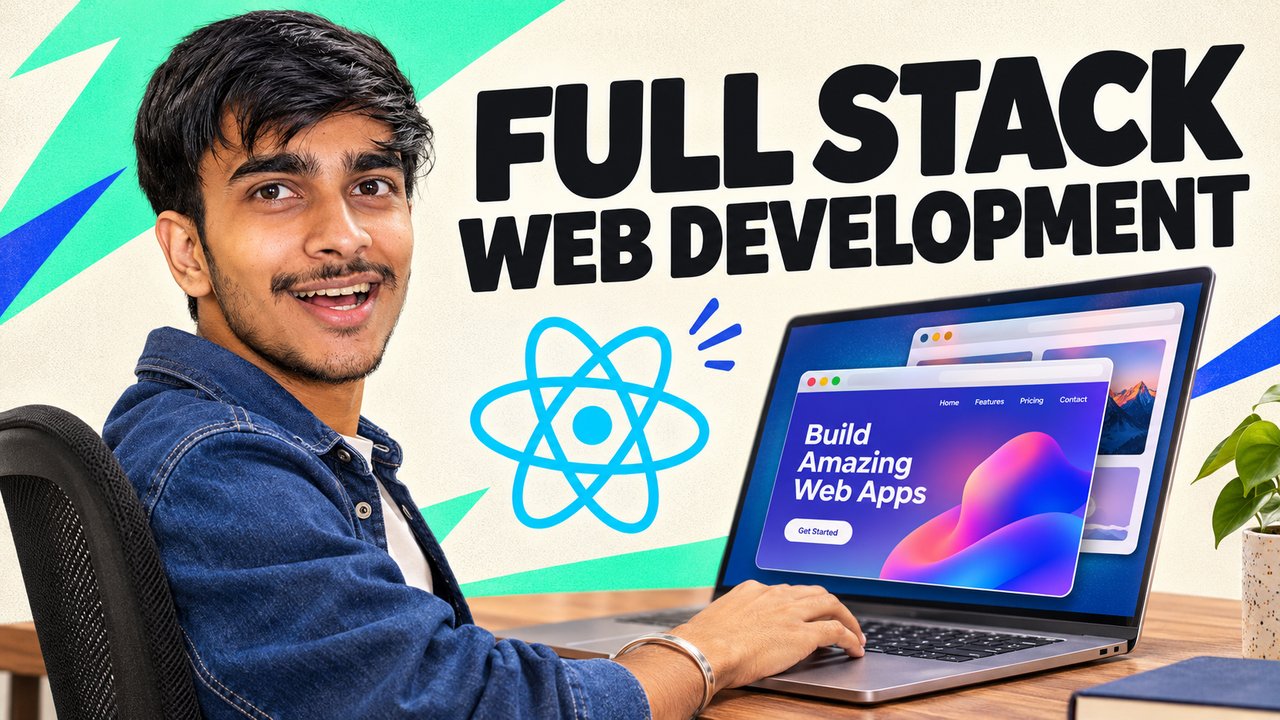 FULL STACK
WEB DEVELOPMENT
Home Features Pricing Contact
Build
Amazing
Web Apps
Get Started